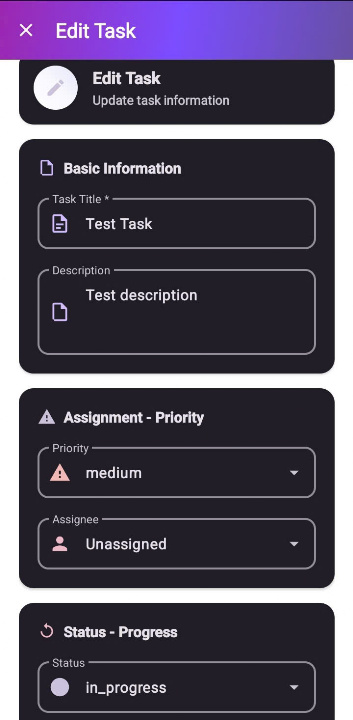 Edit Task
Edit Task
Update task information
Basic Information
Task Title *
Test Task
Description
Test description
Assignment - Priority
Priority
medium
Assignee
Unassigned
Status - Progress
Status
in_progress